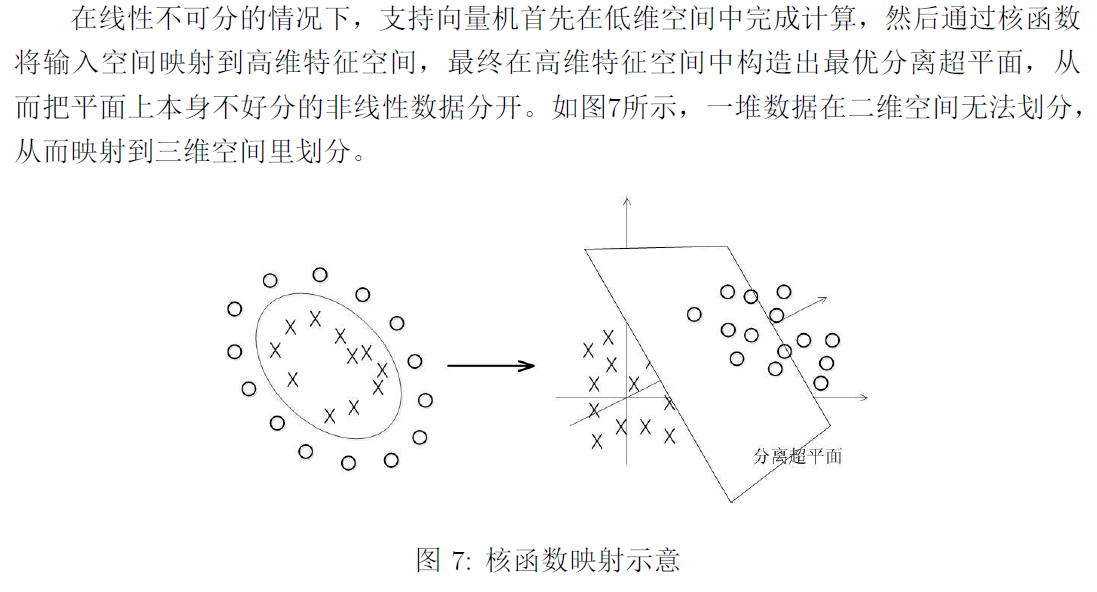 在线性不可分的情况下，支持向量机首先在低维空间中完成计算，然后通过核函数
将输入空间映射到高维特征空间，最终在高维特征空间中构造出最优分离超平面，从
而把平面上本身不好分的非线性数据分开。如图7所示，一堆数据在二维空间无法划分，
从而映射到三维空间里划分。
分离超平面
图 7: 核函数映射示意